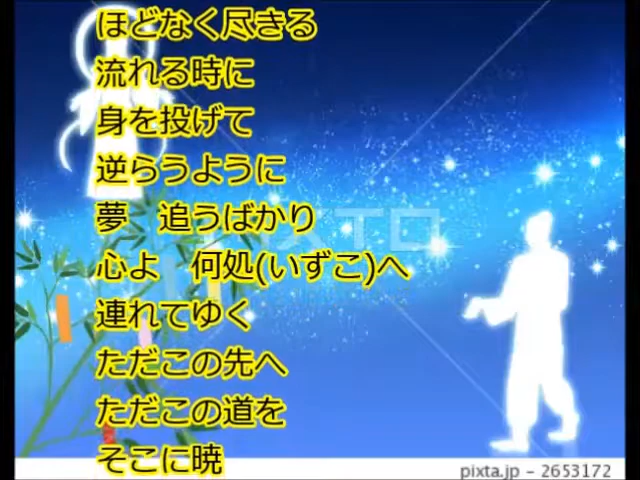 ほどなく尽きる
流れる時に
身を投げて
逆らうように
夢　追うばかり
心よ　何処(いずこ)へ
連れてゆく
ただこの先へ
ただこの道を
そこに暁
pixta.jp - 2653172